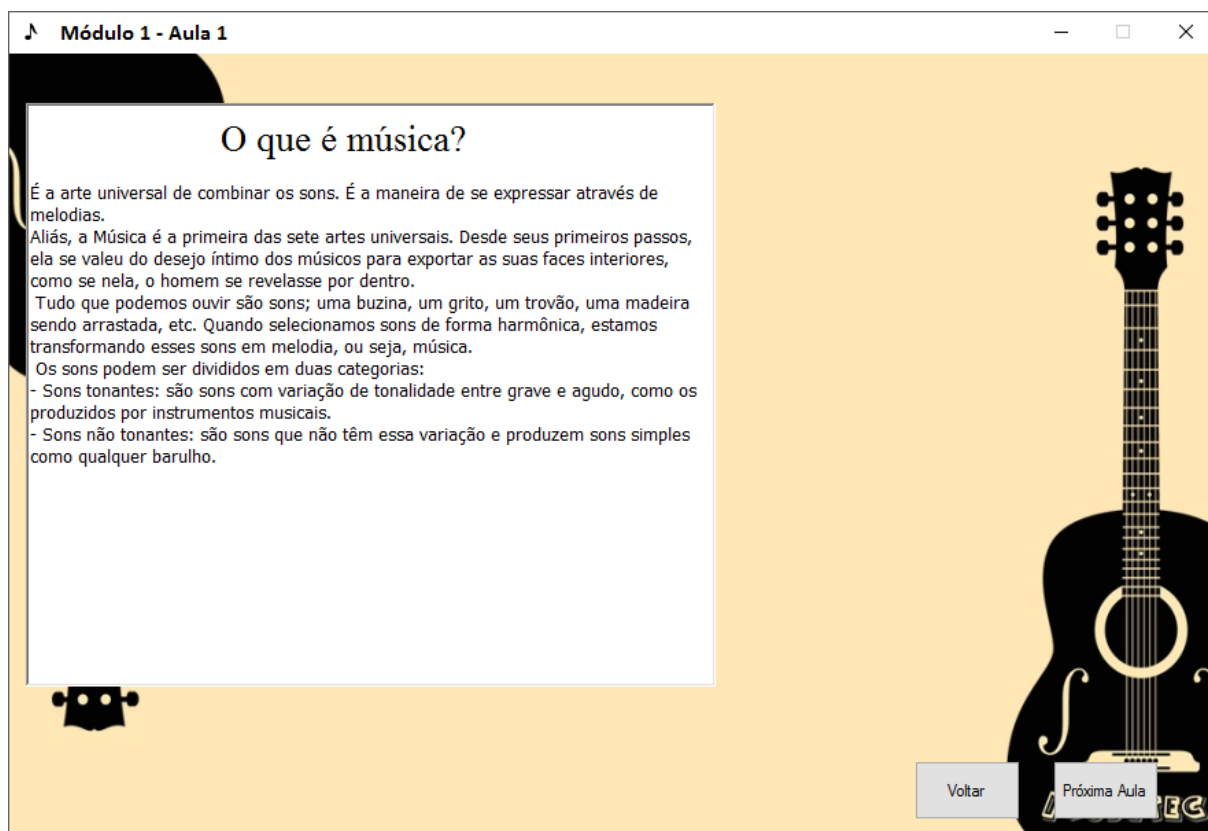 Módulo 1 - Aula 1
O que é música?
É a arte universal de combinar os sons. É a maneira de se expressar através de
melodias.
Aliás, a Música é a primeira das sete artes universais. Desde seus primeiros passos,
ela se valeu do desejo íntimo dos músicos para exportar as suas faces interiores,
como se nela, o homem se revelasse por dentro.
Tudo que podemos ouvir são sons; uma buzina, um grito, um trovão, uma madeira
sendo arrastada, etc. Quando selecionamos sons de forma harmônica, estamos
transformando esses sons em melodia, ou seja, música.
Os sons podem ser divididos em duas categorias:
- Sons tonantes: são sons com variação de tonalidade entre grave e agudo, como os
produzidos por instrumentos musicais.
- Sons não tonantes: são sons que não têm essa variação e produzem sons simples
como qualquer barulho.
Voltar
Próxima Aula